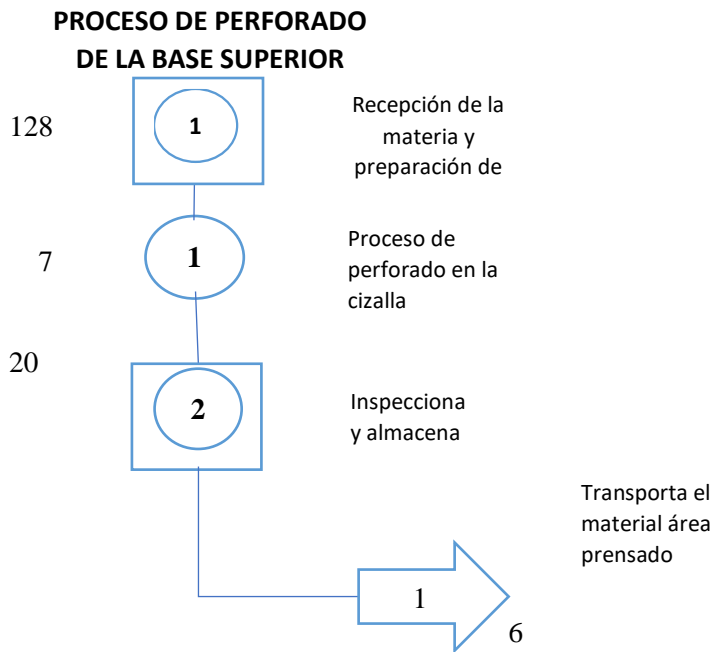 PROCESO DE PERFORADO
DE LA BASE SUPERIOR
128
1
Recepción de la
materia y
preparación de
7
1
Proceso de
perforado en la
cizalla
20
2
Inspecciona
y almacena
Transporta el
material área
prensado
1
6